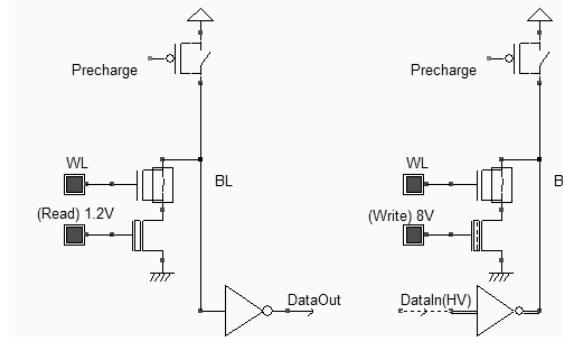 Precharge
Precharge
WL
BL
WL
B
(Read) 1.2V
(Write) 8V
DataOut
DataIn(HV)